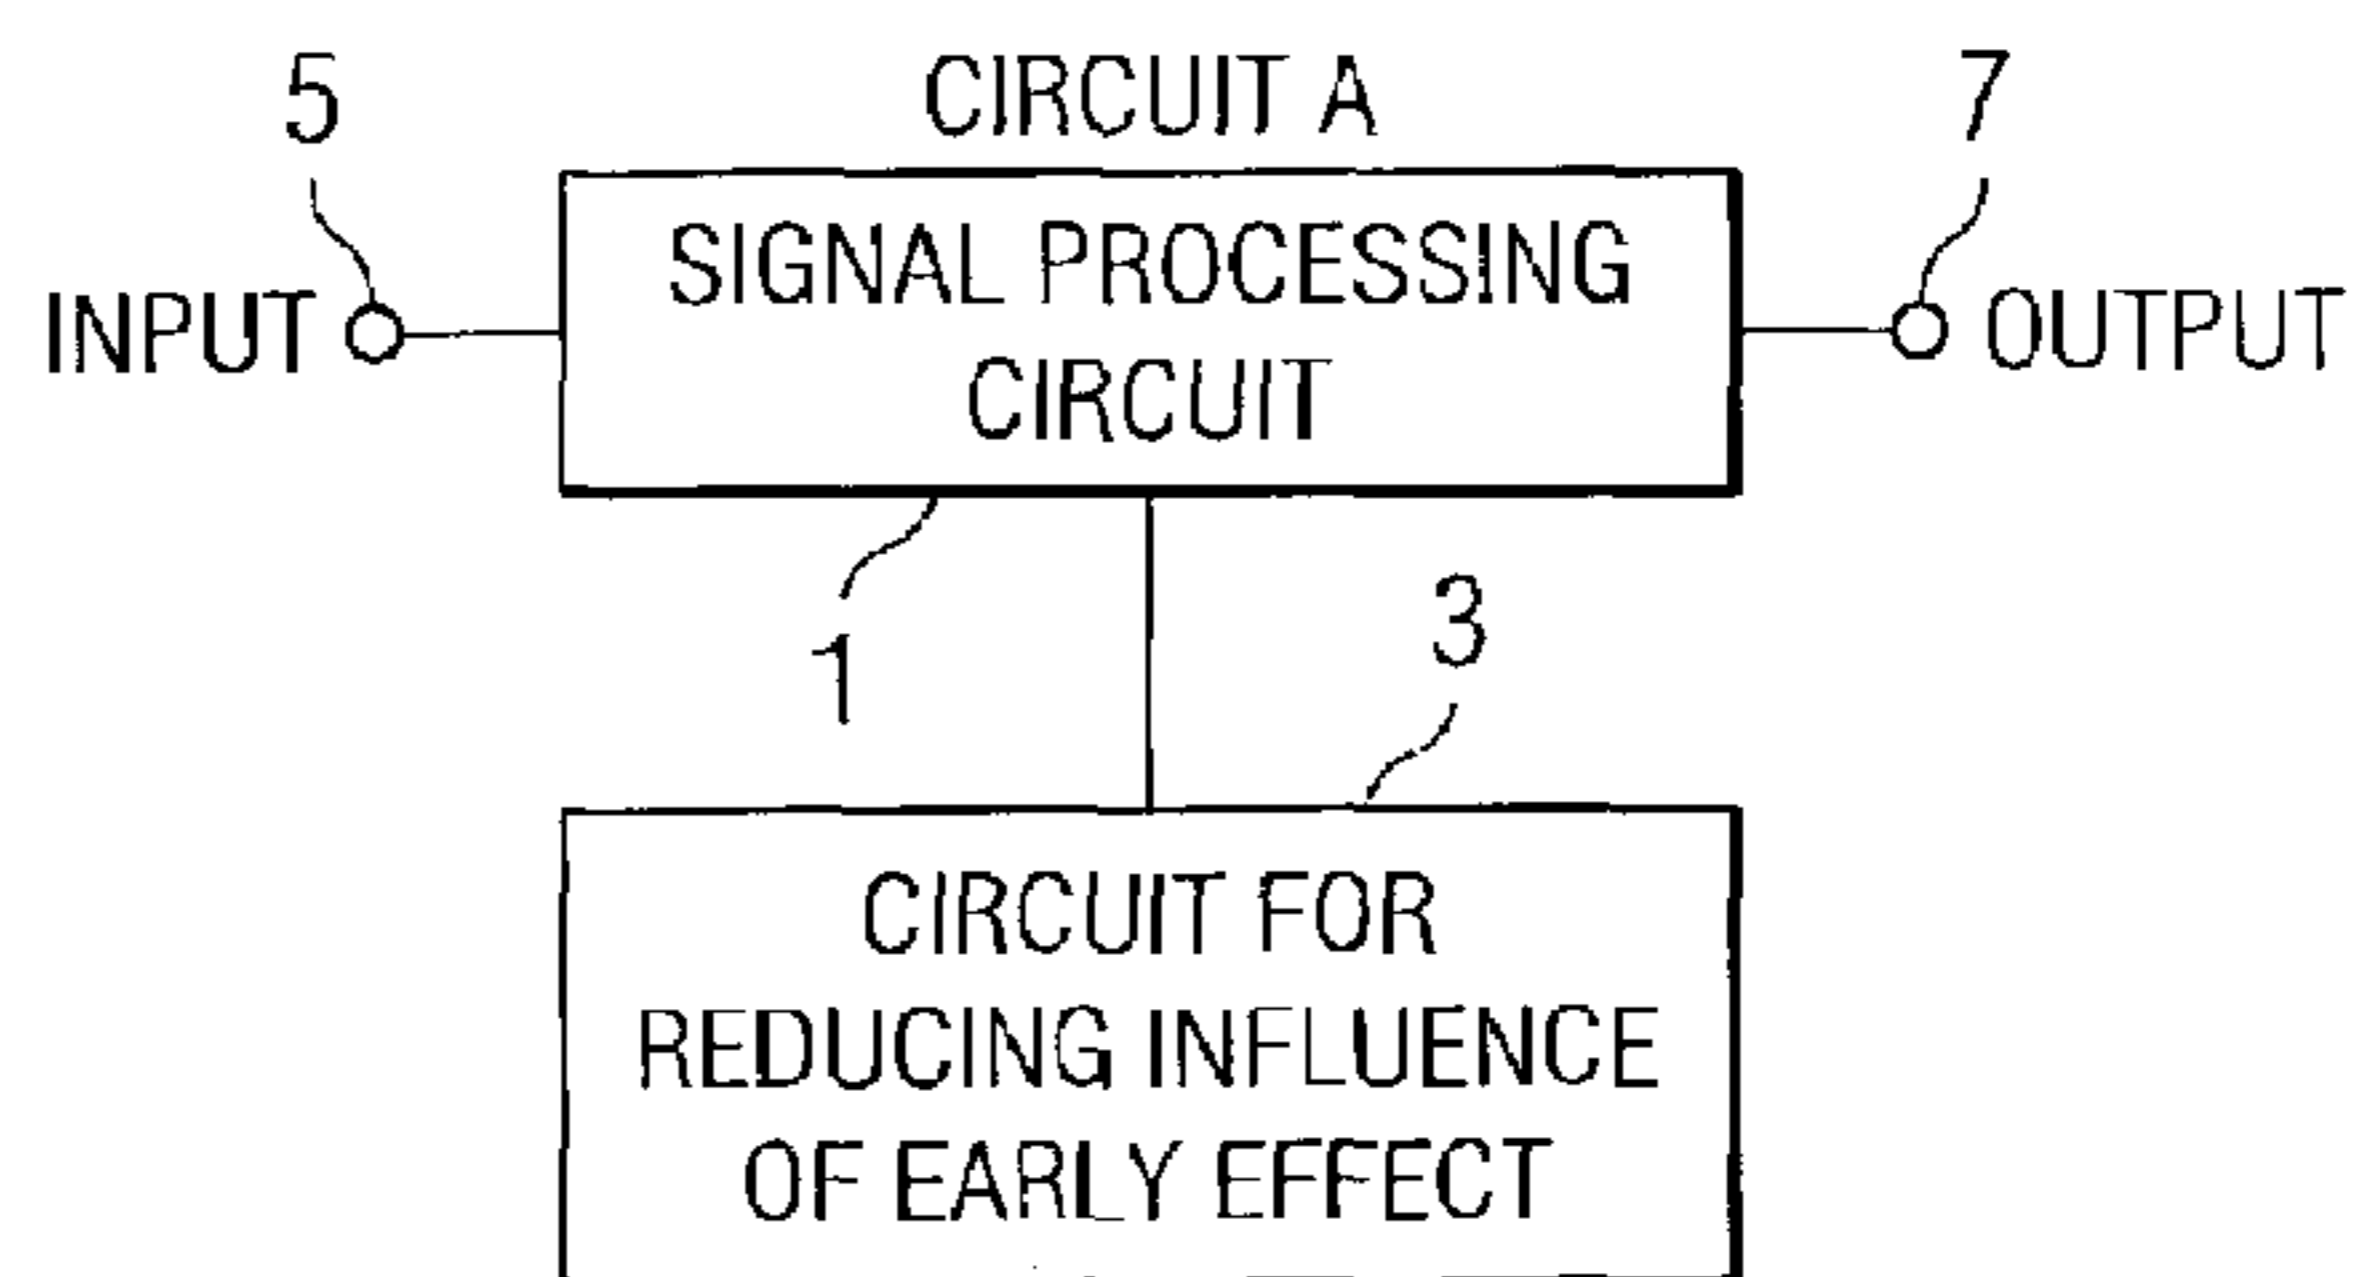 5
CIRCUIT A
7
INPUT
SIGNAL PROCESSING
CIRCUIT
OUTPUT
1
3
CIRCUIT FOR
REDUCING INFLUENCE
OF EARLY EFFECT